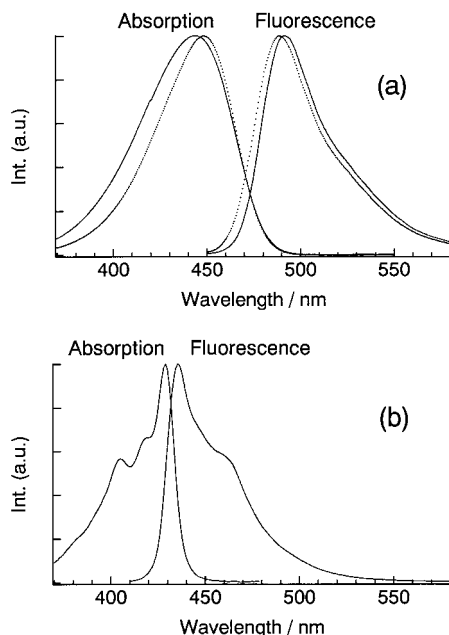 Absorption Fluorescence
(a)
Int. (a.u.)
400 450 500 550
Wavelength / nm
Absorption Fluorescence
(b)
Int. (a.u.)
400 450 500 550
Wavelength / nm